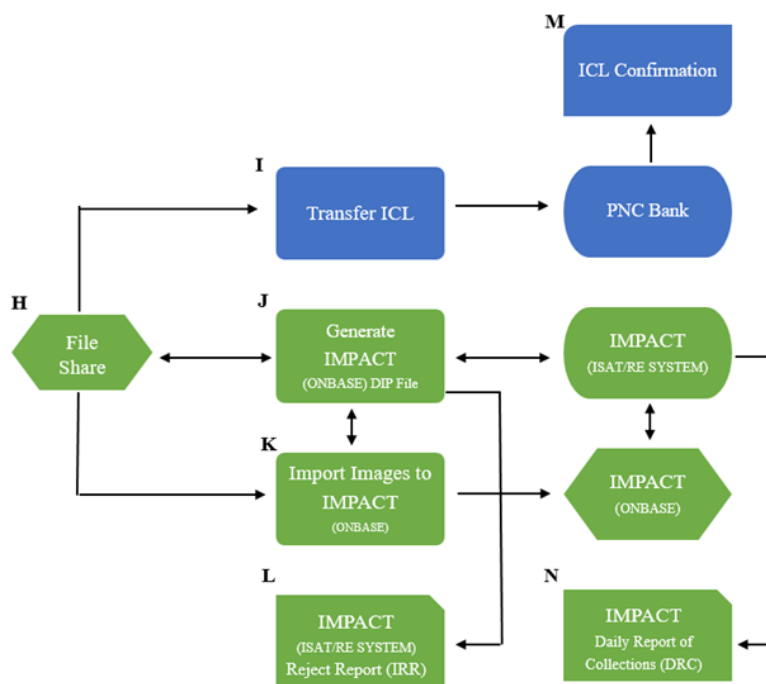 M
ICL Confirmation
I
Transfer ICL
PNC Bank
H
File
Share
J
Generate
IMPACT
(ONBASE) DIP File
IMPACT
(ISAT/RE SYSTEM)
K
Import Images to
IMPACT
(ONBASE)
IMPACT
(ONBASE)
L
IMPACT
(ISAT/RE SYSTEM)
Reject Report (IRR)
N
IMPACT
Daily Report of
Collections (DRC)